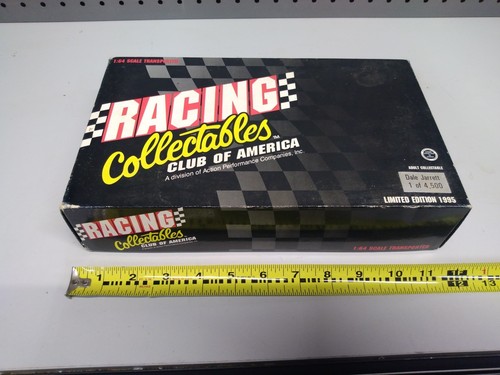 1:64 SCALE TRANSPORTER
RACING
Collectables™
CLUB OF AMERICA
A division of Action Performance Companies, Inc.
ADULT COLLECTABLE
Dale Jarrett
1 of 4,500
LIMITED EDITION 1995
RACING
Collectables
CLUB OF AMERICA
1:64 SCALE TRANSPORTER
1 2 3 4 5 6 7 8 9 10 11 12 13